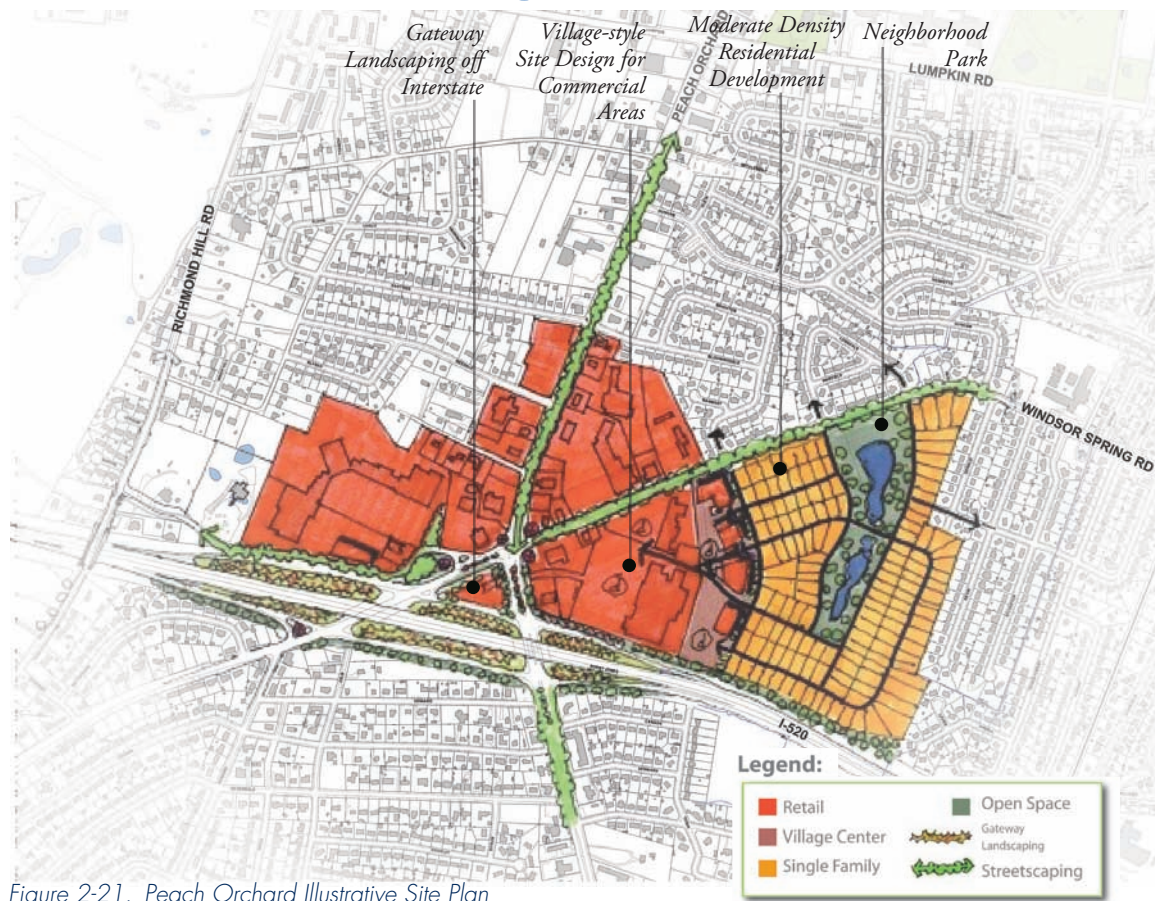 Gateway
Landscaping off
Interstate
Village-style
Site Design for
Commercial
Areas
Moderate Density
Residential
Development
Neighborhood
Park
PEACH ORCHARD RD
LUMPKIN RD
RICHMOND HILL RD
WINDSOR SPRING RD
I-520
Legend:
Retail
Village Center
Single Family
Open Space
Gateway
Landscaping
Streetscaping
Figure 2-21. Peach Orchard Illustrative Site Plan